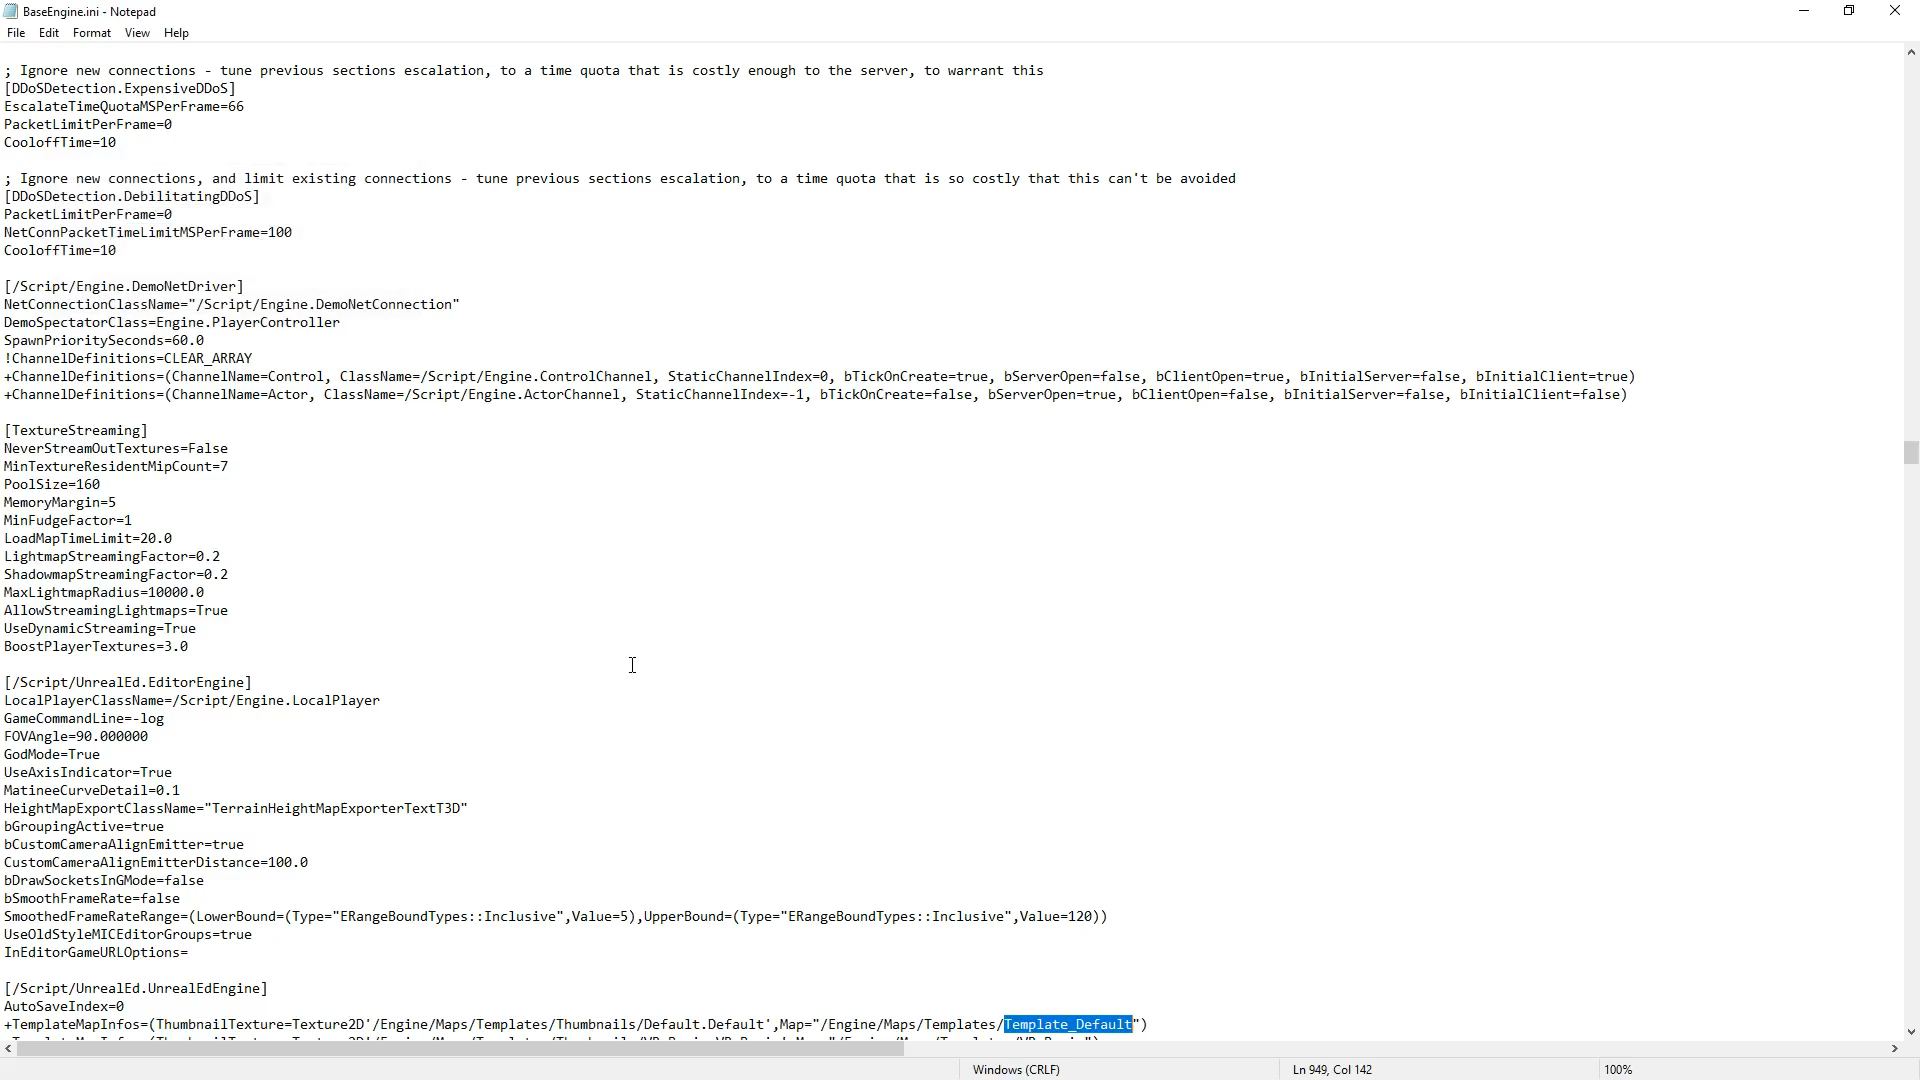 BaseEngine.ini - Notepad
File Edit Format View Help
; Ignore new connections - tune previous sections escalation, to a time quota that is costly enough to the server, to warrant this
[DDoSDetection.ExpensiveDDoS]
EscalateTimeQuotaMSPerFrame=66
PacketLimitPerFrame=0
CooloffTime=10
; Ignore new connections, and limit existing connections - tune previous sections escalation, to a time quota that is so costly that this can't be avoided
[DDoSDetection.DebilitatingDDoS]
PacketLimitPerFrame=0
NetConnPacketTimeLimitMSPerFrame=100
CooloffTime=10
[/Script/Engine.DemoNetDriver]
NetConnectionClassName="/Script/Engine.DemoNetConnection"
DemoSpectatorClass=Engine.PlayerController
SpawnPrioritySeconds=60.0
!ChannelDefinitions=CLEAR_ARRAY
+ChannelDefinitions=(ChannelName=Control, ClassName=/Script/Engine.ControlChannel, StaticChannelIndex=0, bTickOnCreate=true, bServerOpen=false, bClientOpen=true, bInitialServer=false, bInitialClient=true)
+ChannelDefinitions=(ChannelName=Actor, ClassName=/Script/Engine.ActorChannel, StaticChannelIndex=-1, bTickOnCreate=false, bServerOpen=true, bClientOpen=false, bInitialServer=false, bInitialClient=false)
[TextureStreaming]
NeverStreamOutTextures=False
MinTextureResidentMipCount=7
PoolSize=160
MemoryMargin=5
MinFudgeFactor=1
LoadMapTimeLimit=20.0
LightmapStreamingFactor=0.2
ShadowmapStreamingFactor=0.2
MaxLightmapRadius=10000.0
AllowStreamingLightmaps=True
UseDynamicStreaming=True
BoostPlayerTextures=3.0
[/Script/UnrealEd.EditorEngine]
LocalPlayerClassName=/Script/Engine.LocalPlayer
GameCommandLine=-log
FOVAngle=90.000000
GodMode=True
UseAxisIndicator=True
MatineeCurveDetail=0.1
HeightMapExportClassName="TerrainHeightMapExporterTextT3D"
bGroupingActive=true
bCustomCameraAlignEmitter=true
CustomCameraAlignEmitterDistance=100.0
bDrawSocketsInGMode=false
bSmoothFrameRate=false
SmoothedFrameRateRange=(LowerBound=(Type="ERangeBoundTypes::Inclusive",Value=5),UpperBound=(Type="ERangeBoundTypes::Inclusive",Value=120))
UseOldStyleMICEditorGroups=true
InEditorGameURLOptions=
[/Script/UnrealEd.UnrealEdEngine]
AutoSaveIndex=0
+TemplateMapInfos=(ThumbnailTexture=Texture2D'/Engine/Maps/Templates/Thumbnails/Default.Default',Map="/Engine/Maps/Templates/Template_Default")
Windows (CRLF) Ln 949, Col 142 100%